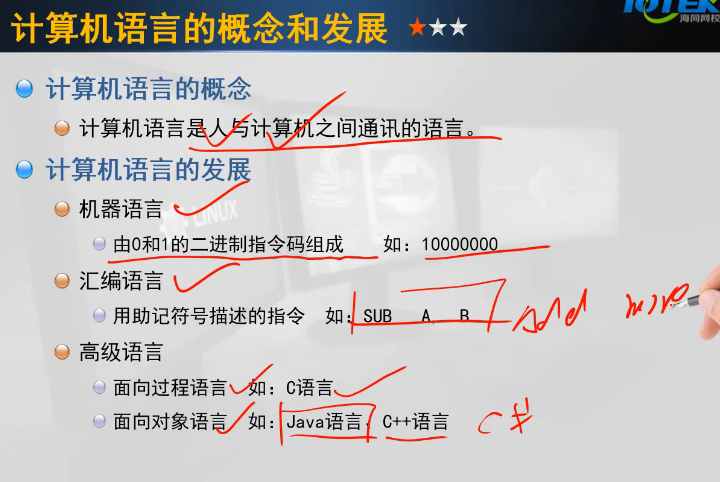 计算机语言的概念和发展
IOTEK
海同网校
计算机语言的概念
计算机语言是人与计算机之间通讯的语言。
计算机语言的发展
机器语言
LINUX
由0和1的二进制指令码组成 如：10000000
汇编语言
用助记符号描述的指令 如：SUB A, B
Add
高级语言
面向过程语言 如：C语言
面向对象语言 如：Java语言，C++语言
C#